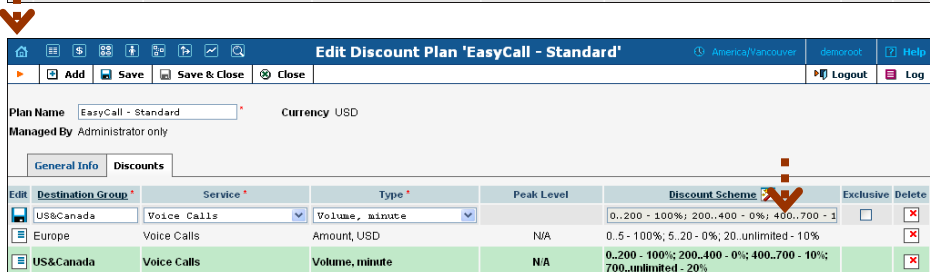 Edit Discount Plan 'EasyCall - Standard' America/Vancouver demoroot ? Help
Add Save Save & Close Close Logout Log
Plan Name EasyCall - Standard * Currency USD
Managed By Administrator only
General Info Discounts
Edit Destination Group * Service * Type * Peak Level Discount Scheme Exclusive Delete
US&Canada Voice Calls Volume, minute 0..200 - 100%; 200..400 - 0%; 400..700 - 1
Europe Voice Calls Amount, USD N/A 0..5 - 100%; 5..20 - 0%; 20..unlimited - 10%
US&Canada Voice Calls Volume, minute N/A 0..200 - 100%; 200..400 - 0%; 400..700 - 10%;
700..unlimited - 20%